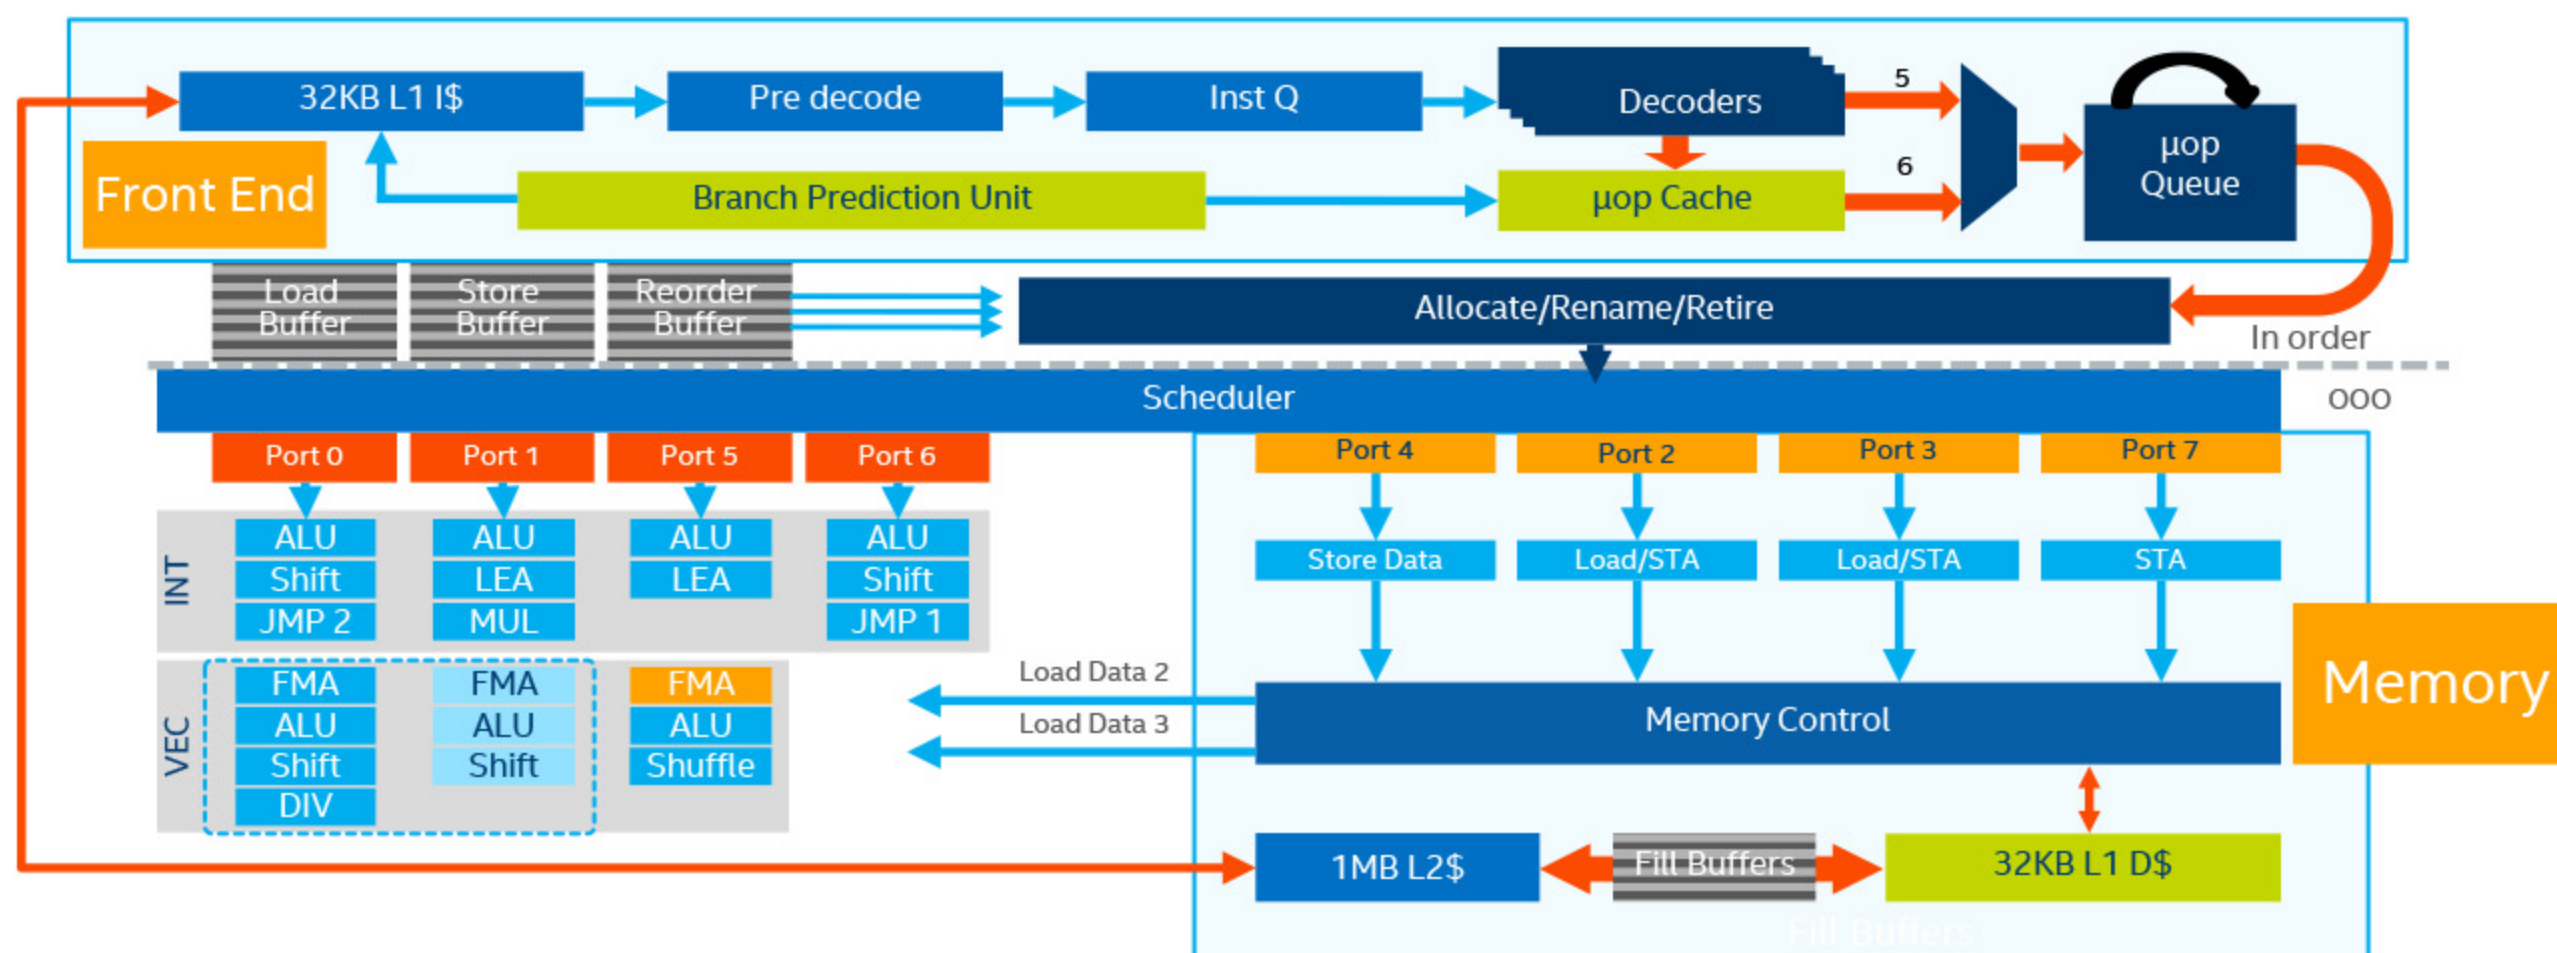 32KB L1 I$
Pre decode
Inst Q
Decoders
5
Front End
Branch Prediction Unit
µop Cache
6
µop
Queue
Load
Buffer
Store
Buffer
Reorder
Buffer
Allocate/Rename/Retire
In order
Scheduler
OOO
Port 0
Port 1
Port 5
Port 6
Port 4
Port 2
Port 3
Port 7
INT
ALU
Shift
JMP 2
ALU
LEA
MUL
ALU
LEA
ALU
Shift
JMP 1
Store Data
Load/STA
Load/STA
STA
VEC
FMA
ALU
Shift
DIV
FMA
ALU
Shift
FMA
ALU
Shuffle
Load Data 2
Load Data 3
Memory Control
Memory
1MB L2$
Fill Buffers
32KB L1 D$
Fill Buffers